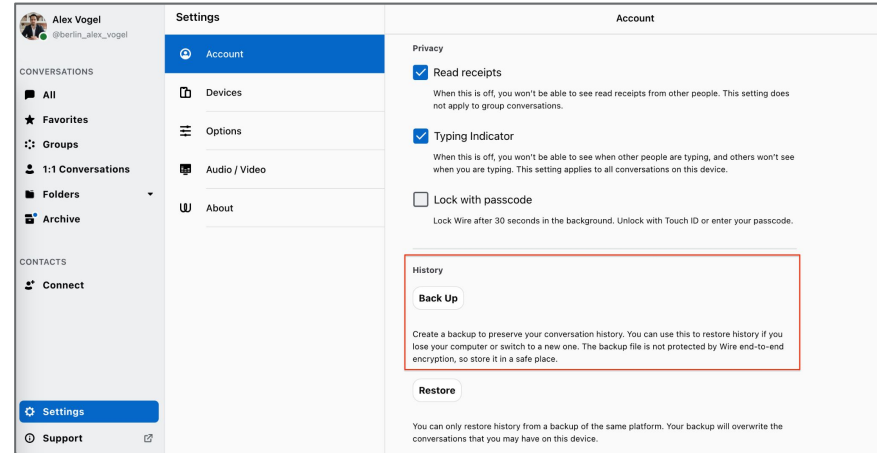 Alex Vogel
@berlin_alex_vogel
CONVERSATIONS
All
Favorites
Groups
1:1 Conversations
Folders
Archive
CONTACTS
Connect
Settings
Support
Settings
Account
Devices
Options
Audio / Video
About
Account
Privacy
Read receipts
When this is off, you won't be able to see read receipts from other people. This setting does
not apply to group conversations.
Typing Indicator
When this is off, you won't be able to see when other people are typing, and others won't see
when you are typing. This setting applies to all conversations on this device.
Lock with passcode
Lock Wire after 30 seconds in the background. Unlock with Touch ID or enter your passcode.
History
Back Up
Create a backup to preserve your conversation history. You can use this to restore history if you
lose your computer or switch to a new one. The backup file is not protected by Wire end-to-end
encryption, so store it in a safe place.
Restore
You can only restore history from a backup of the same platform. Your backup will overwrite the
conversations that you may have on this device.